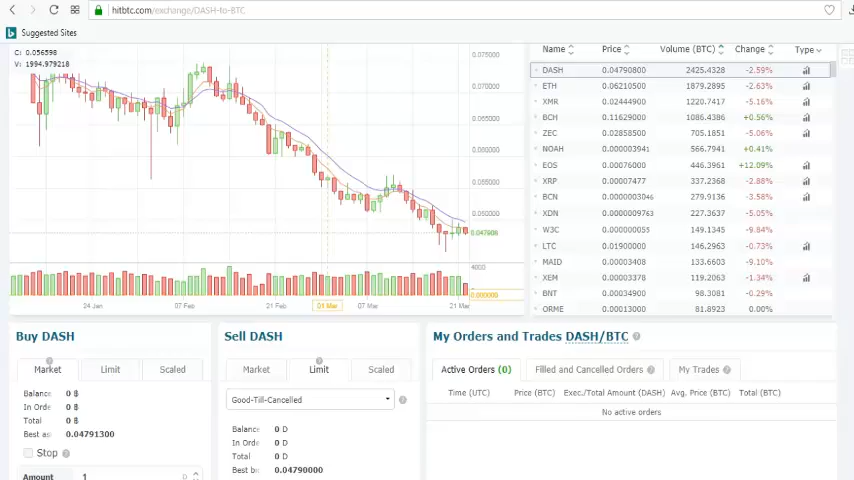 hitbtc.com/exchange/DASH-to-BTC
Suggested Sites
C: 0.056598
V: 1994.979218
0.075000
0.070000
0.065000
0.060000
0.055000
0.050000
0.047908
4000
0.000000
24 Jan
07 Feb
21 Feb
01 Mar
07 Mar
21 Mar
Name Price Volume (BTC) Change Type
DASH 0.04790800 2425.4328 -2.59%
ETH 0.06210500 1879.2895 -2.63%
XMR 0.02444900 1220.7417 -5.16%
BCH 0.11629000 1086.4386 +0.56%
ZEC 0.02858500 705.1851 -5.06%
NOAH 0.000003941 566.7941 +0.41%
EOS 0.00076000 446.3961 +12.09%
XRP 0.00007477 337.2368 -2.88%
BCN 0.0000003046 279.9136 -3.58%
XDN 0.0000009763 227.3637 -5.05%
W3C 0.000000055 149.1345 -9.84%
LTC 0.01900000 146.2963 -0.73%
MAID 0.00003408 133.6603 -9.10%
XEM 0.00003378 119.2063 -1.34%
BNT 0.00034900 98.3081 -0.29%
ORME 0.00013000 81.8923 0.00%
Buy DASH
Market Limit Scaled
Balance 0 ฿
In Orde 0 ฿
Total 0 ฿
Best as 0.04791300
Stop
Amount 1 0
Sell DASH
Market Limit Scaled
Good-Till-Cancelled
Balance 0 D
In Orde 0 D
Total 0 D
Best bi 0.04790000
My Orders and Trades DASH/BTC
Active Orders (0) Filled and Cancelled Orders My Trades
Time (UTC) Price (BTC) Exec./Total Amount (DASH) Avg. Price (BTC) Total (BTC)
No active orders